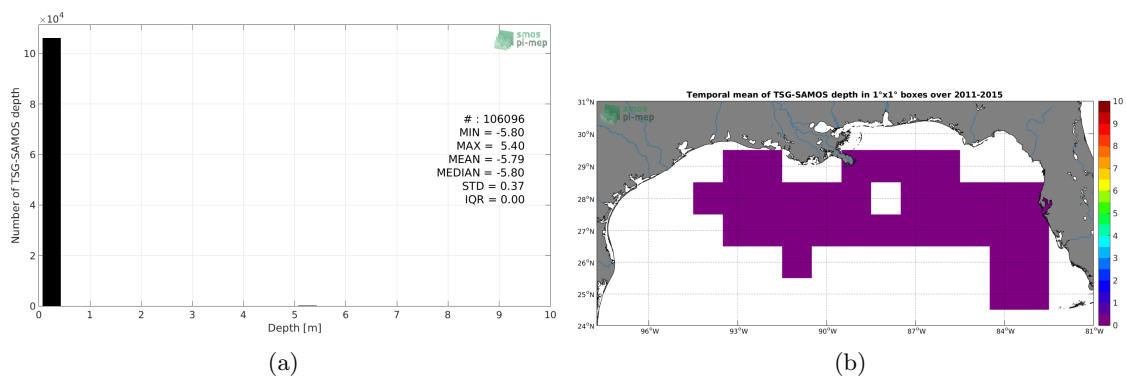 ×10⁴
smos
pi-mep
10
8
6
4
2
0
Number of TSG-SAMOS depth
# : 106096
MIN = -5.80
MAX = 5.40
MEAN = -5.79
MEDIAN = -5.80
STD = 0.37
IQR = 0.00
0 1 2 3 4 5 6 7 8 9 10
Depth [m]
(a)
Temporal mean of TSG-SAMOS depth in 1°x1° boxes over 2011-2015
smos
pi-mep
31°N
30°N
29°N
28°N
27°N
26°N
25°N
24°N
96°W 93°W 90°W 87°W 84°W 81°W
10
9
8
7
6
5
4
3
2
1
0
(b)